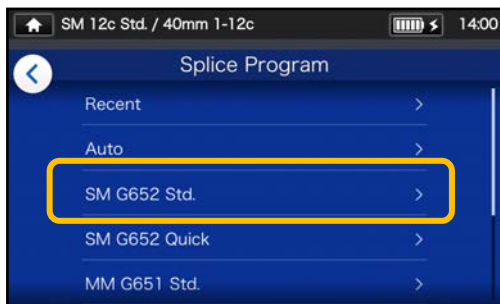 SM 12c Std. / 40mm 1-12c 14:00
Splice Program
Recent
Auto
SM G652 Std.
SM G652 Quick
MM G651 Std.